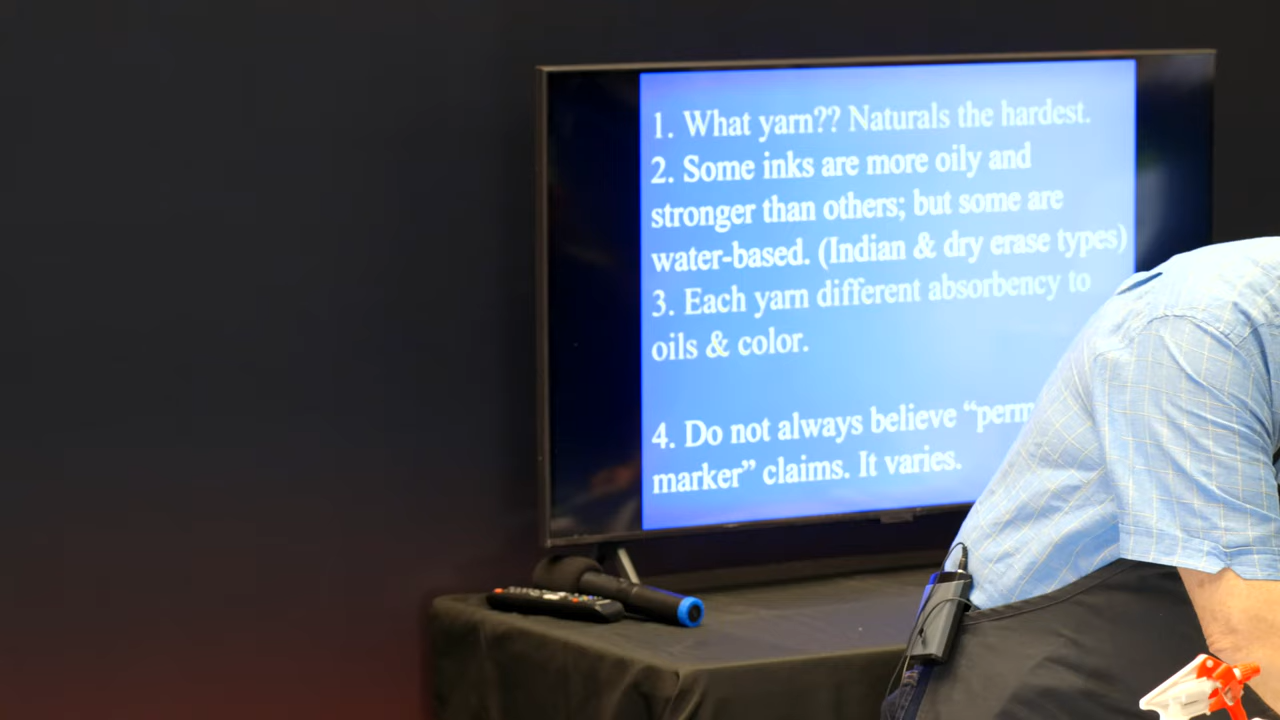 1. What yarn?? Naturals the hardest.
2. Some inks are more oily and
stronger than others; but some are
water-based. (Indian & dry erase types)
3. Each yarn different absorbency to
oils & color.
4. Do not always believe “perm
marker” claims. It varies.